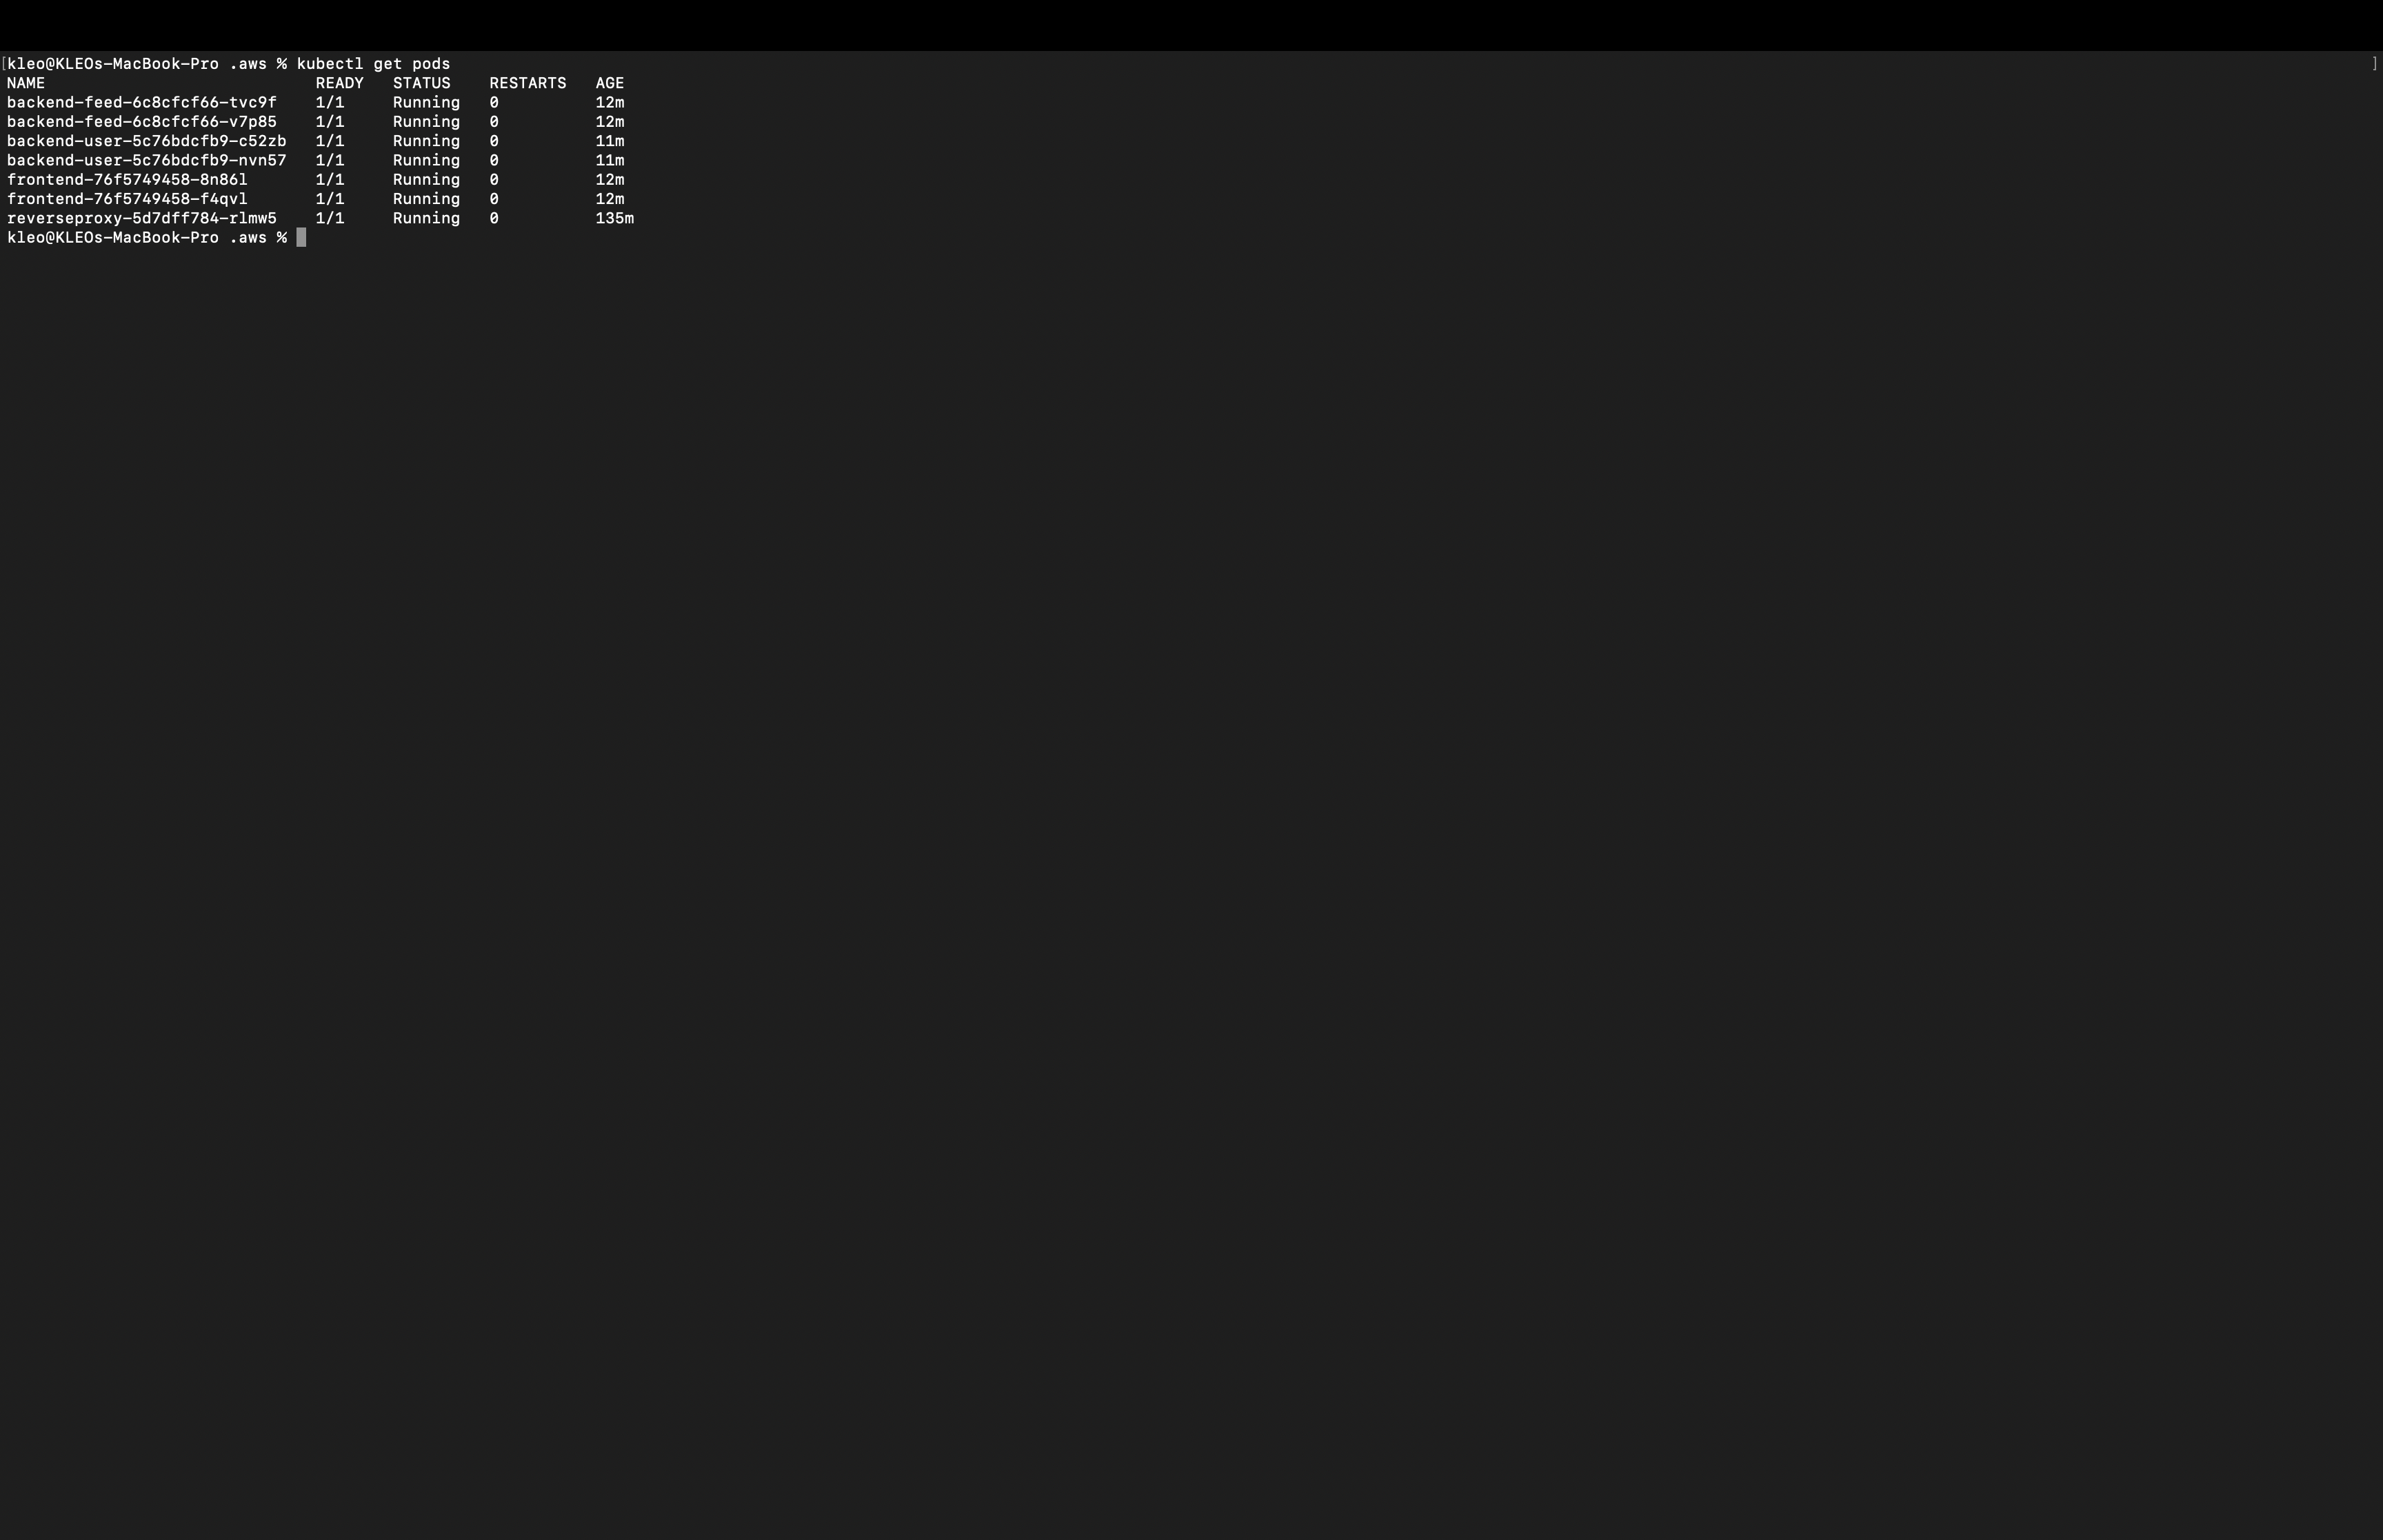 [kleo@KLEOs-MacBook-Pro .aws % kubectl get pods ]
NAME READY STATUS RESTARTS AGE
backend-feed-6c8cfcf66-tvc9f 1/1 Running 0 12m
backend-feed-6c8cfcf66-v7p85 1/1 Running 0 12m
backend-user-5c76bdcfb9-c52zb 1/1 Running 0 11m
backend-user-5c76bdcfb9-nvn57 1/1 Running 0 11m
frontend-76f5749458-8n86l 1/1 Running 0 12m
frontend-76f5749458-f4qvl 1/1 Running 0 12m
reverseproxy-5d7dff784-rlmw5 1/1 Running 0 135m
kleo@KLEOs-MacBook-Pro .aws %